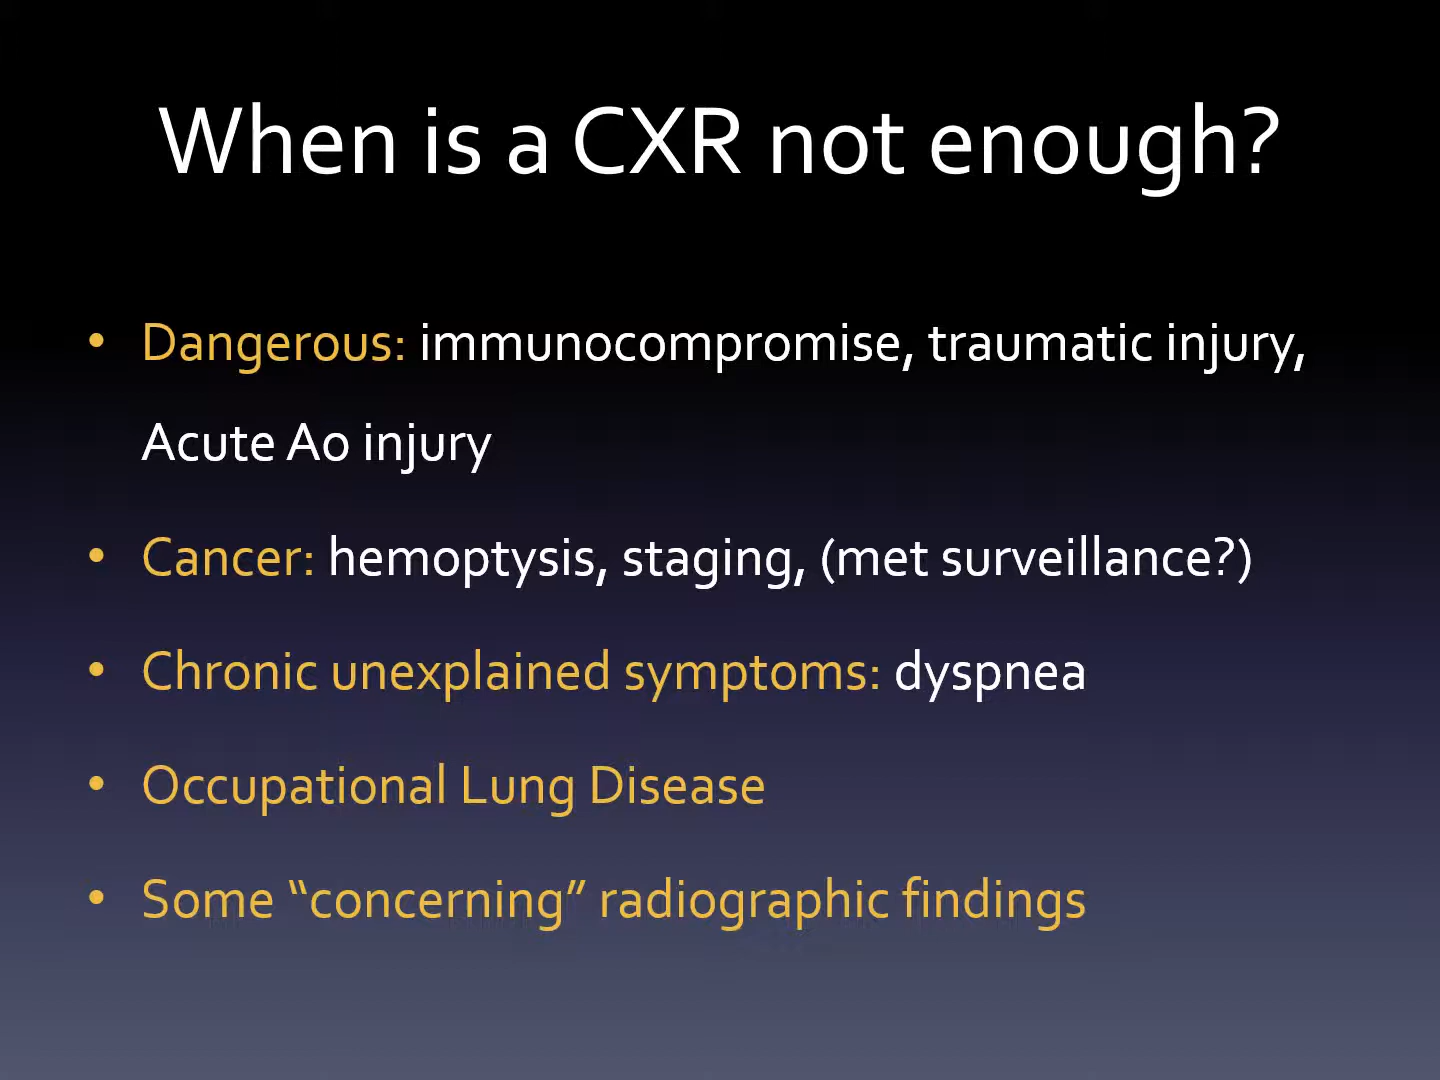 When is a CXR not enough?
• Dangerous: immunocompromise, traumatic injury,
Acute Ao injury
• Cancer: hemoptysis, staging, (met surveillance?)
• Chronic unexplained symptoms: dyspnea
• Occupational Lung Disease
• Some “concerning” radiographic findings